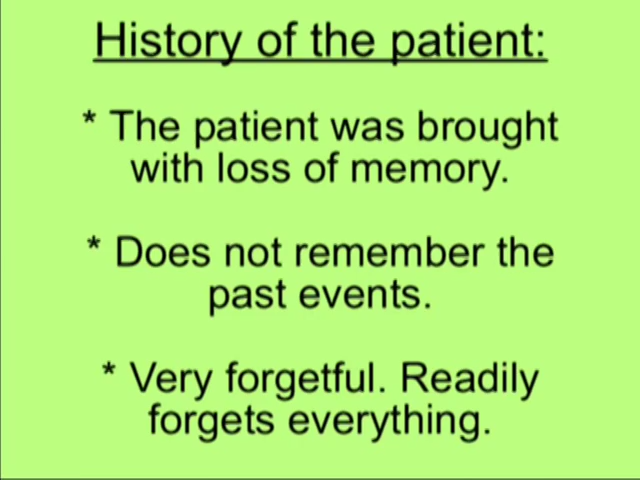 History of the patient:
* The patient was brought
with loss of memory.
* Does not remember the
past events.
* Very forgetful. Readily
forgets everything.